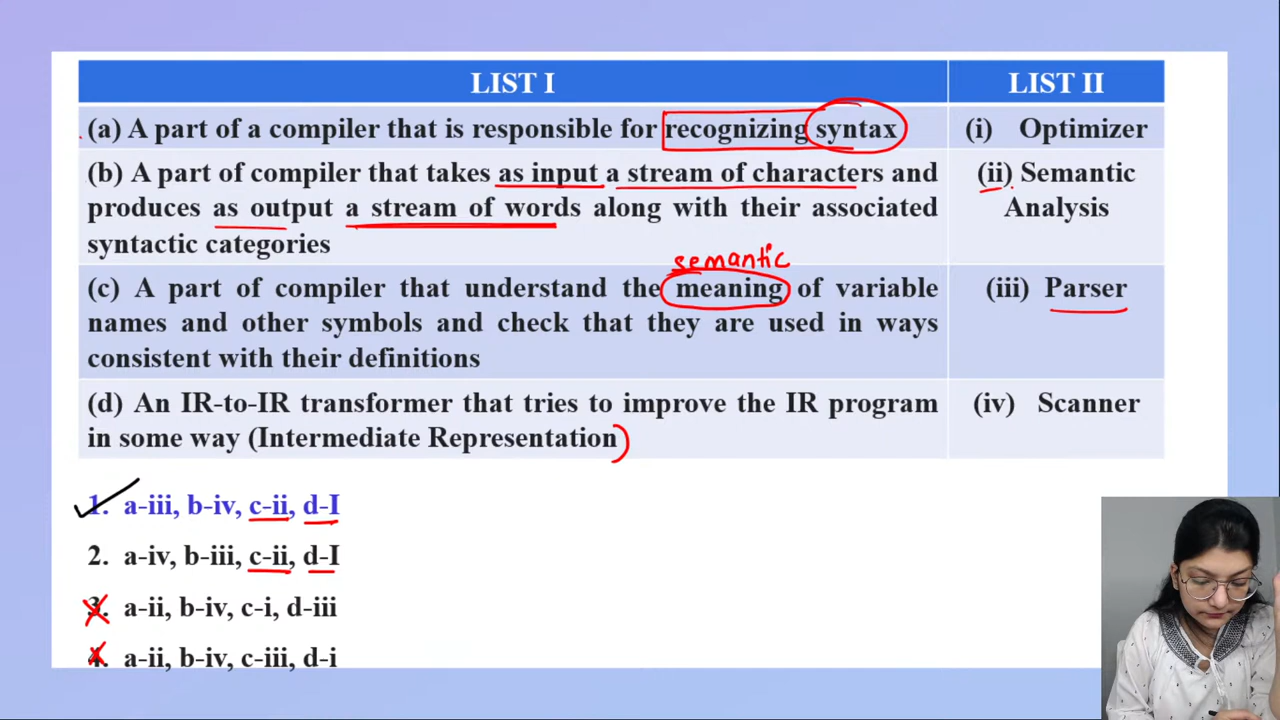 LIST I
LIST II
(a) A part of a compiler that is responsible for recognizing syntax
(i) Optimizer
(b) A part of compiler that takes as input a stream of characters and
produces as output a stream of words along with their associated
syntactic categories
(ii) Semantic
Analysis
semantic
(c) A part of compiler that understand the meaning of variable
names and other symbols and check that they are used in ways
consistent with their definitions
(iii) Parser
(d) An IR-to-IR transformer that tries to improve the IR program
in some way (Intermediate Representation)
(iv) Scanner
1. a-iii, b-iv, c-ii, d-I
2. a-iv, b-iii, c-ii, d-I
3. a-ii, b-iv, c-i, d-iii
4. a-ii, b-iv, c-iii, d-i